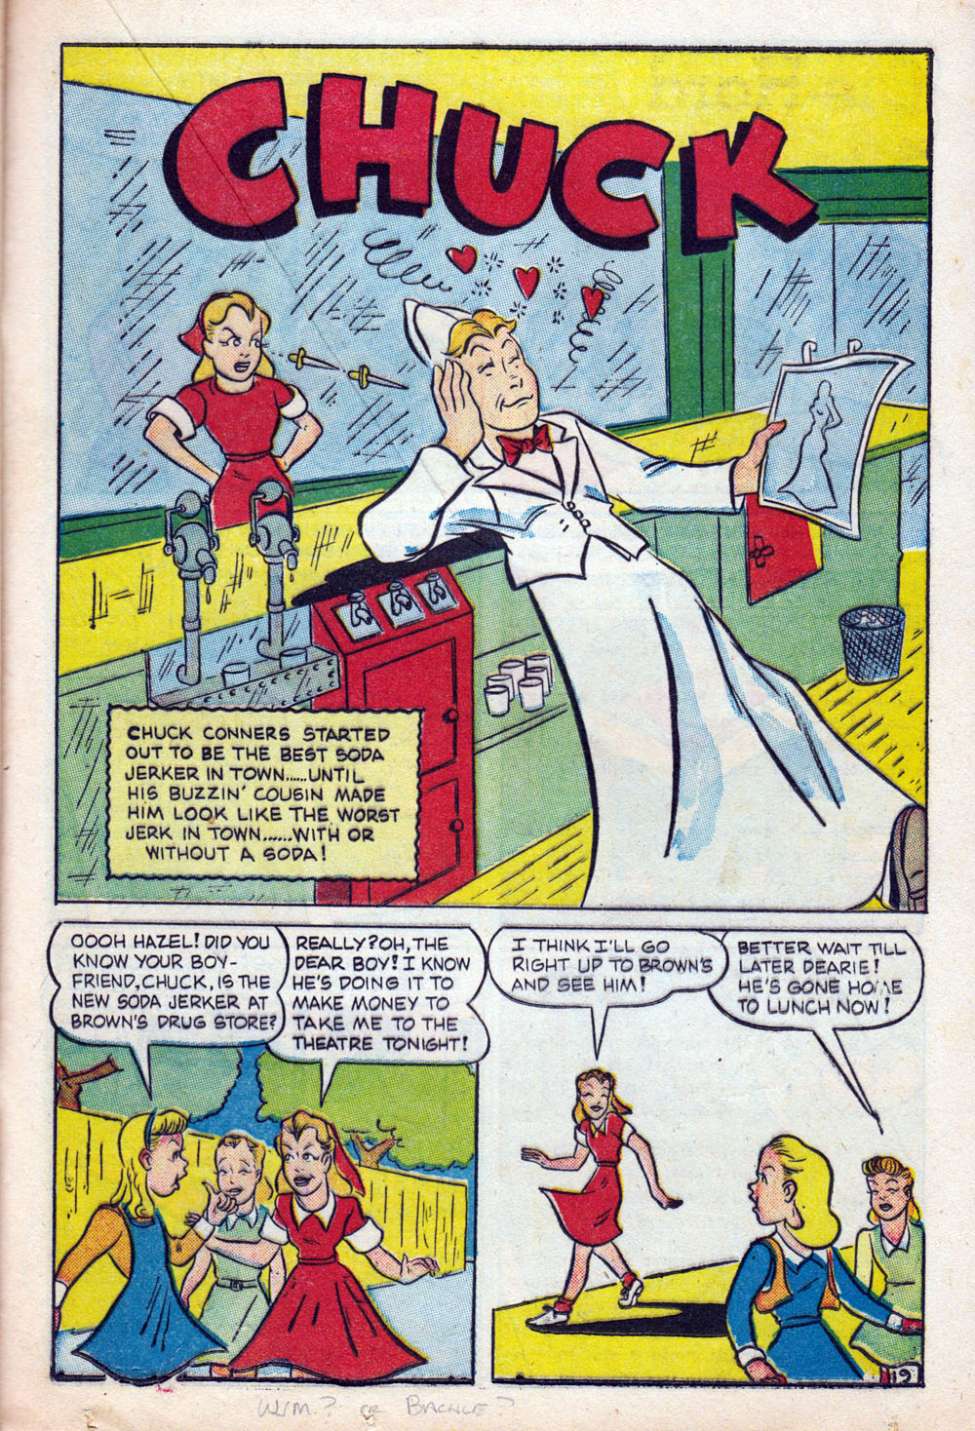 CHUCK
CHUCK CONNERS STARTED
OUT TO BE THE BEST SODA
JERKER IN TOWN......UNTIL
HIS BUZZIN' COUSIN MADE
HIM LOOK LIKE THE WORST
JERK IN TOWN......WITH OR
WITHOUT A SODA!
OOOH HAZEL! DID YOU
KNOW YOUR BOY-
FRIEND, CHUCK, IS THE
NEW SODA JERKER AT
BROWN'S DRUG STORE?
REALLY? OH, THE
DEAR BOY! I KNOW
HE'S DOING IT TO
MAKE MONEY TO
TAKE ME TO THE
THEATRE TONIGHT!
I THINK I'LL GO
RIGHT UP TO BROWN'S
AND SEE HIM!
BETTER WAIT TILL
LATER DEARIE!
HE'S GONE HOME
TO LUNCH NOW!
19
WIM? or